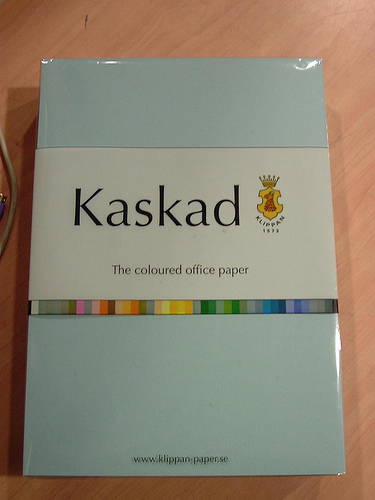 Kaskad
KLIPPAN
1573
The coloured office paper
www.klippan-paper.se